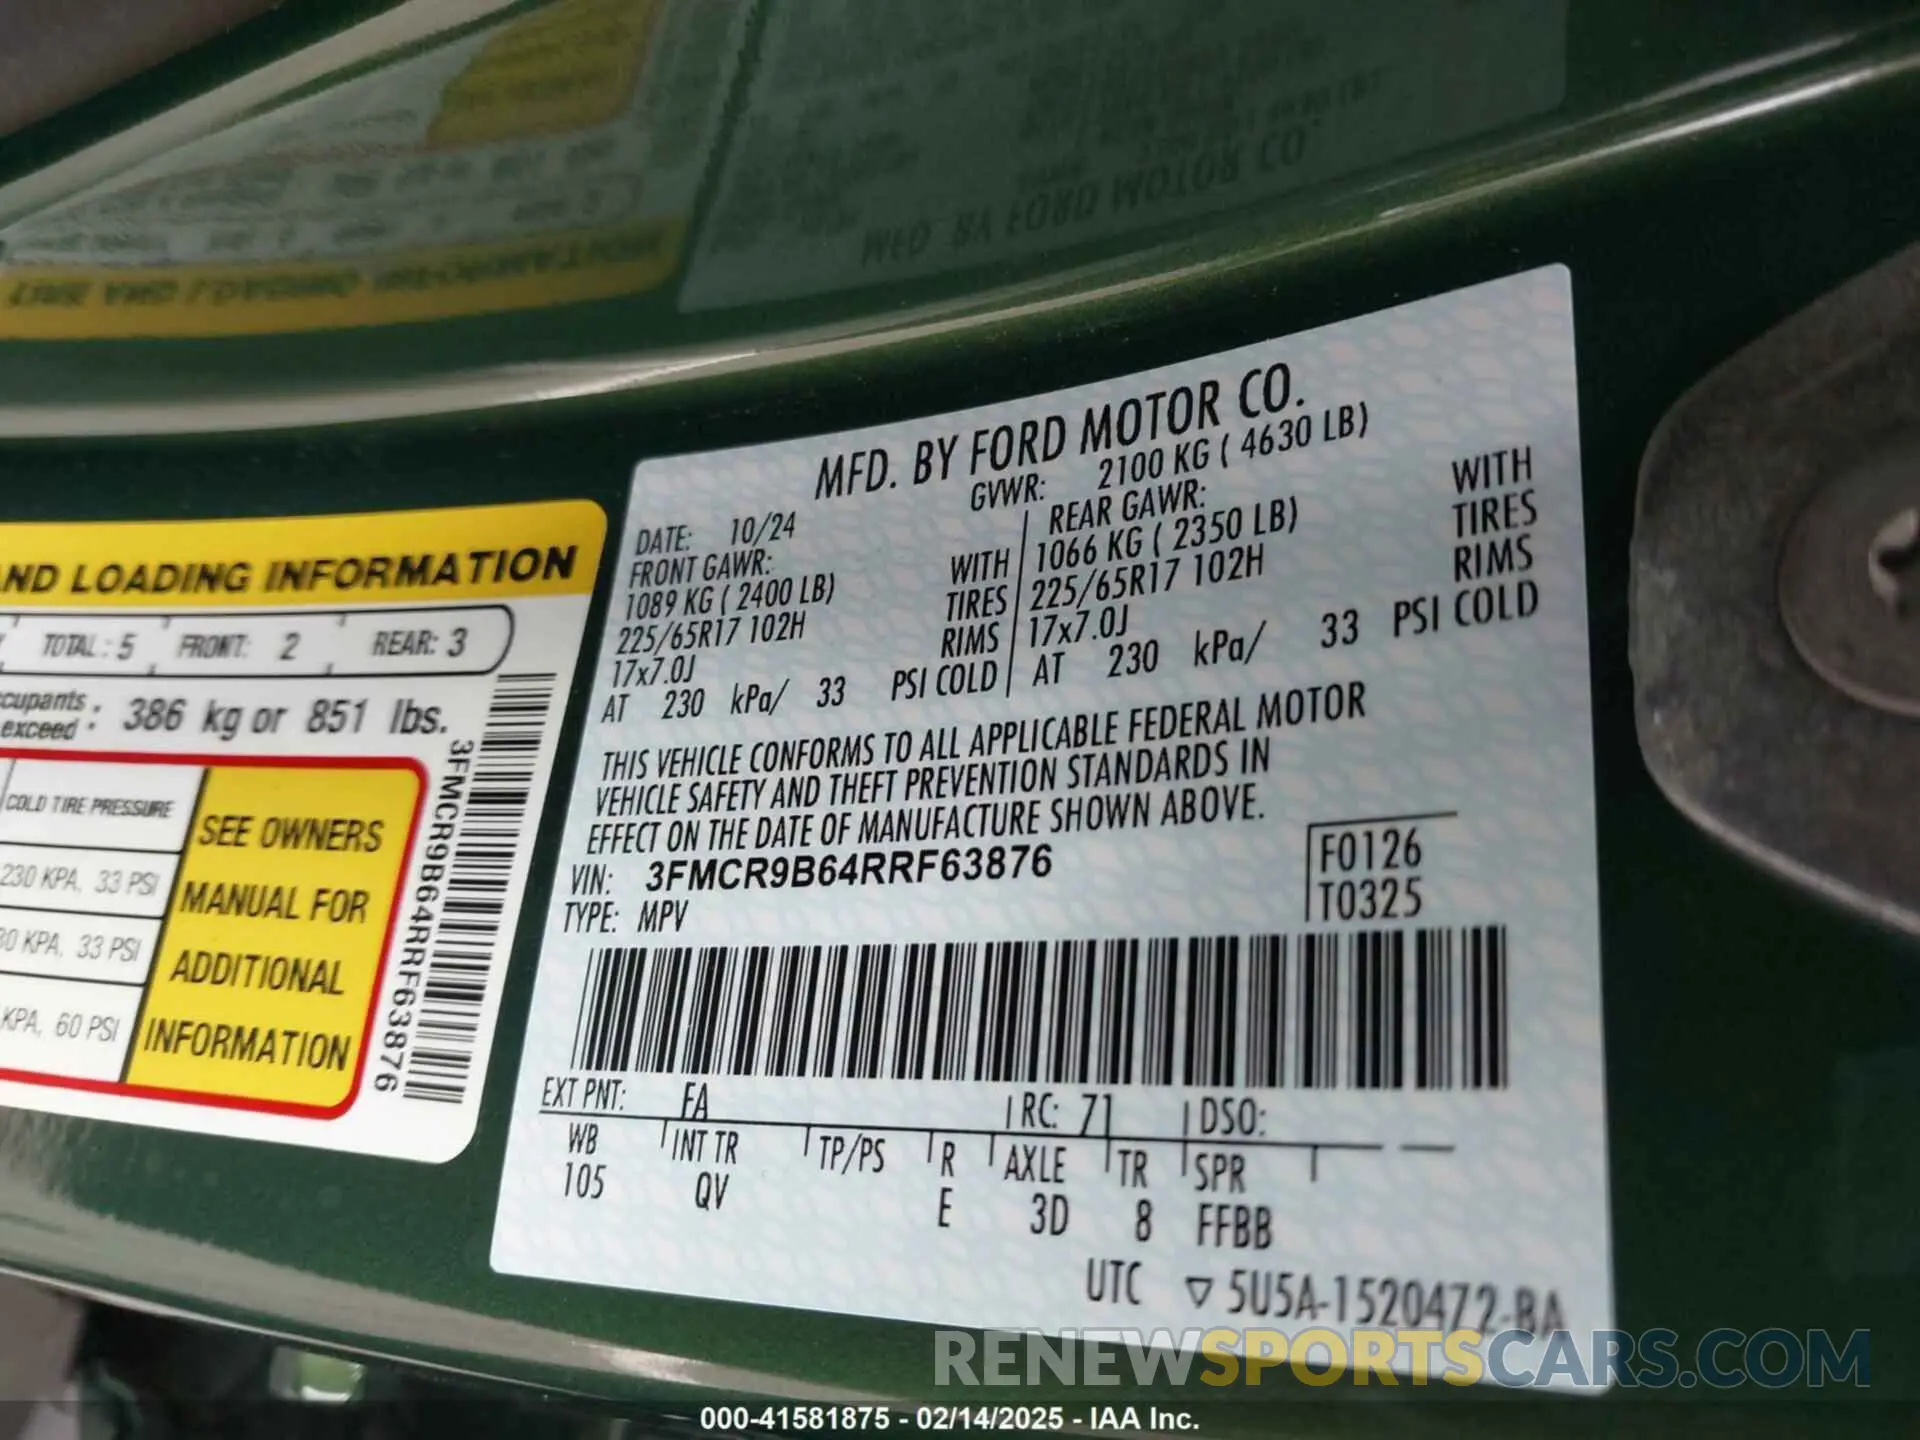 MFD. BY FORD MOTOR CO.
DATE: 10/24
GVWR: 2100 KG ( 4630 LB)
FRONT GAWR:
1089 KG ( 2400 LB) WITH
225/65R17 102H TIRES
17x7.0J RIMS
AT 230 kPa/ 33 PSI COLD
REAR GAWR:
1066 KG ( 2350 LB) WITH
225/65R17 102H TIRES
17x7.0J RIMS
AT 230 kPa/ 33 PSI COLD
THIS VEHICLE CONFORMS TO ALL APPLICABLE FEDERAL MOTOR
VEHICLE SAFETY AND THEFT PREVENTION STANDARDS IN
EFFECT ON THE DATE OF MANUFACTURE SHOWN ABOVE.
VIN: 3FMCR9B64RRF63876
TYPE: MPV
F0126
T0325
EXT PNT: FA RC: 71 DSO:
WB INT TR TP/PS R AXLE TR SPR
105 QV E 3D 8 FFBB
UTC 5U5A-1520472-BA
ND LOADING INFORMATION
TOTAL: 5 FRONT: 2 REAR: 3
cupants
exceed 386 kg or 851 lbs.
COLD TIRE PRESSURE
230 KPA, 33 PSI
30 KPA, 33 PSI
KPA, 60 PSI
SEE OWNERS
MANUAL FOR
ADDITIONAL
INFORMATION
3FMCR9B64RRF63876
RENEWSPORTSCARS.COM
000-41581875 - 02/14/2025 - IAA Inc.